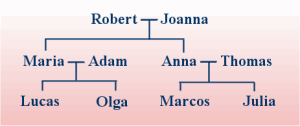 Robert Joanna
Maria Adam Anna Thomas
Lucas Olga Marcos Julia